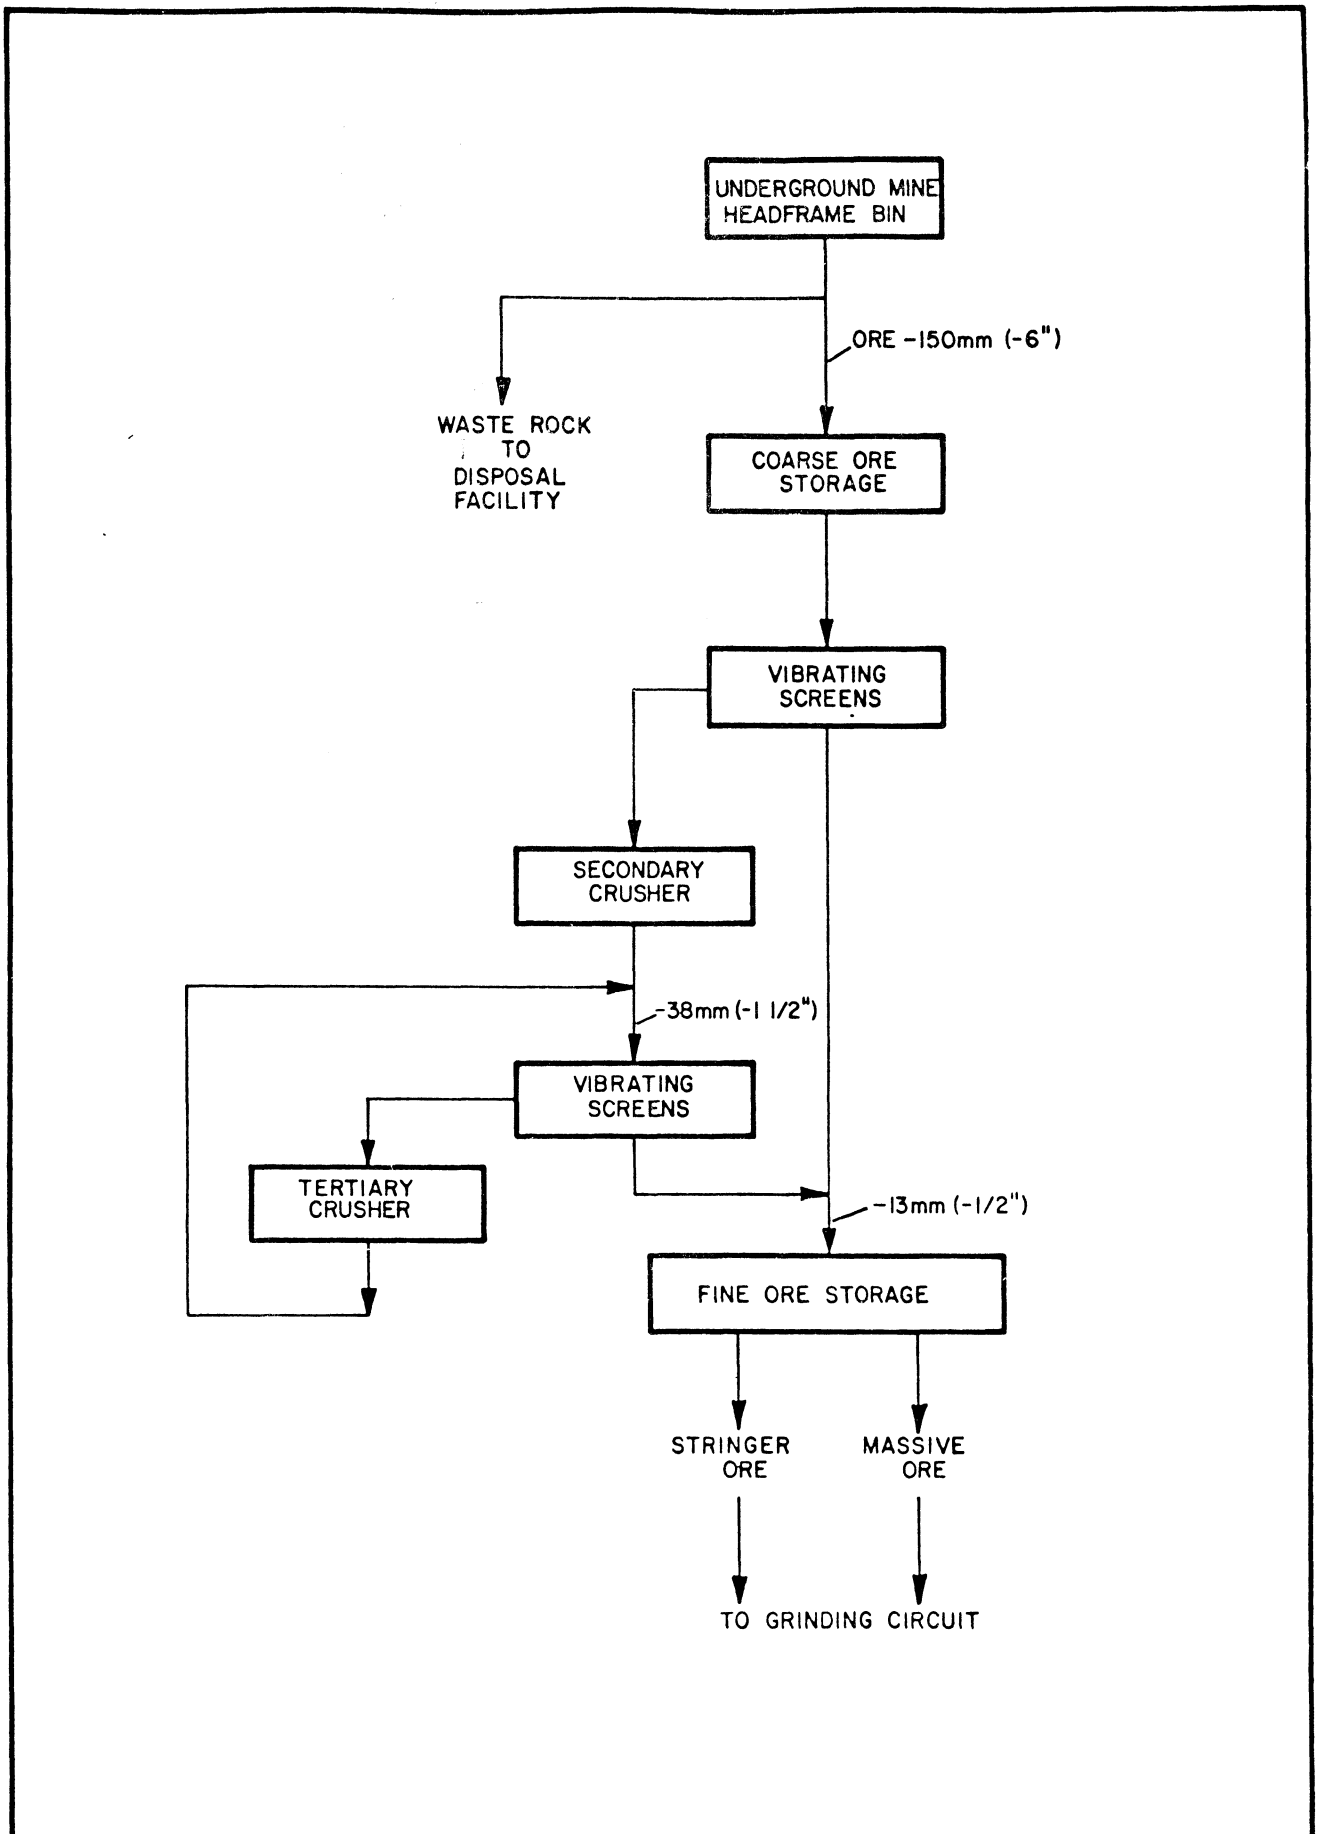 UNDERGROUND MINE
HEADFRAME BIN
ORE -150mm (-6")
WASTE ROCK
TO
DISPOSAL
FACILITY
COARSE ORE
STORAGE
VIBRATING
SCREENS
SECONDARY
CRUSHER
-38mm (-1 1/2")
VIBRATING
SCREENS
TERTIARY
CRUSHER
-13mm (-1/2")
FINE ORE STORAGE
STRINGER
ORE
MASSIVE
ORE
TO GRINDING CIRCUIT